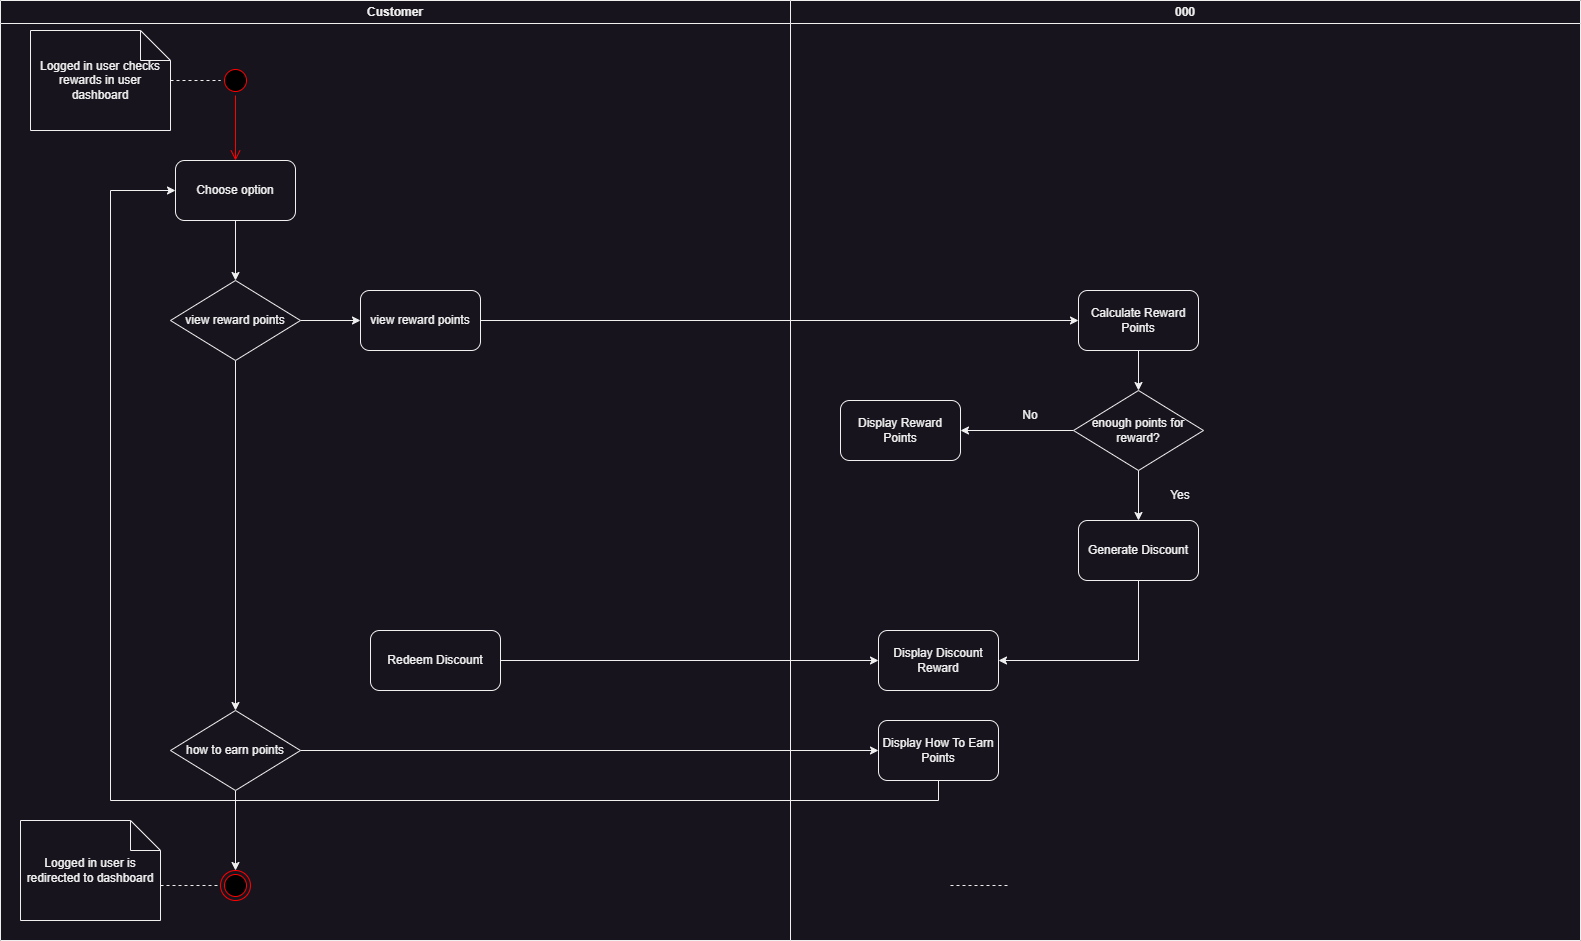 Customer
000
Logged in user checks
rewards in user
dashboard
Choose option
view reward points
view reward points
Calculate Reward
Points
Display Reward
Points
No
enough points for
reward?
Yes
Generate Discount
Redeem Discount
Display Discount
Reward
how to earn points
Display How To Earn
Points
Logged in user is
redirected to dashboard